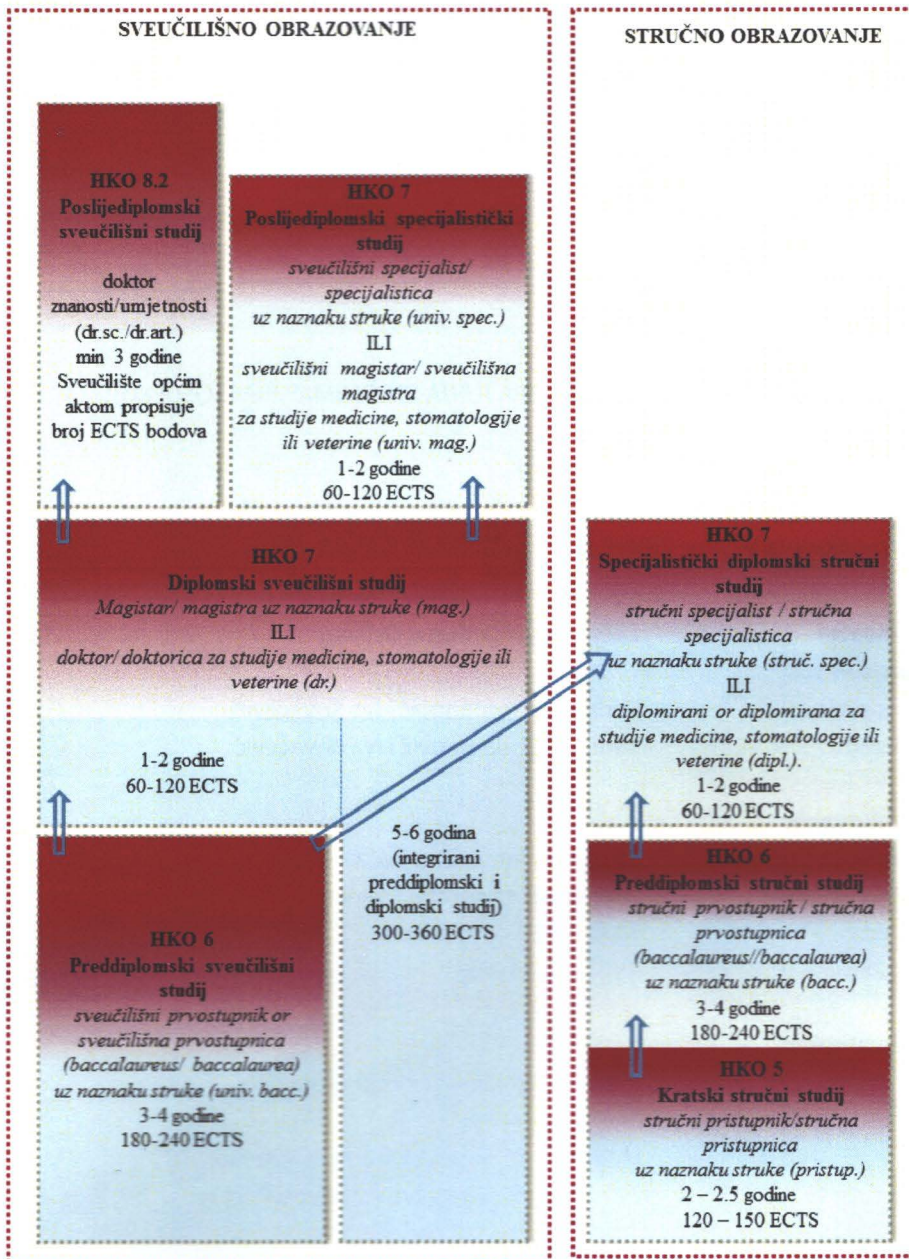 SVEUČILIŠNO OBRAZOVANJE
HKO 8.2
Poslijediplomski
sveučilišni studij
doktor
znanosti/umjetnosti
(dr.sc./dr.art.)
min 3 godine
Sveučilište općim
aktom propisuje
broj ECTS bodova
HKO 7
Poslijediplomski specijalistički
studij
sveučilišni specijalist/
specijalistica
uz naznaku struke (univ. spec.)
ILI
sveučilišni magistar/ sveučilišna
magistra
za studije medicine, stomatologije
ili veterine (univ. mag.)
1-2 godine
60-120 ECTS
HKO 7
Diplomski sveučilišni studij
Magistar/ magistra uz naznaku struke (mag.)
ILI
doktor/ doktorica za studije medicine, stomatologije ili
veterine (dr.)
1-2 godine
60-120 ECTS
5-6 godina
(integrirani
preddiplomski i
diplomski studij)
300-360 ECTS
HKO 6
Preddiplomski sveučilišni
studij
sveučilišni prvostupnik or
sveučilišna prvostupnica
(baccalaureus/ baccalaurea)
uz naznaku struke (univ. bacc.)
3-4 godine
180-240 ECTS
STRUČNO OBRAZOVANJE
HKO 7
Specijalistički diplomski stručni
studij
stručni specijalist / stručna
specijalistica
uz naznaku struke (struč. spec.)
ILI
diplomirani or diplomirana za
studije medicine, stomatologije ili
veterine (dipl.).
1-2 godine
60-120 ECTS
HKO 6
Preddiplomski stručni studij
stručni prvostupnik / stručna
prvostupnica
(baccalaureus//baccalaurea)
uz naznaku struke (bacc.)
3-4 godine
180-240 ECTS
HKO 5
Kratski stručni studij
stručni pristupnik/stručna
pristupnica
uz naznaku struke (pristup.)
2 – 2.5 godine
120 – 150 ECTS